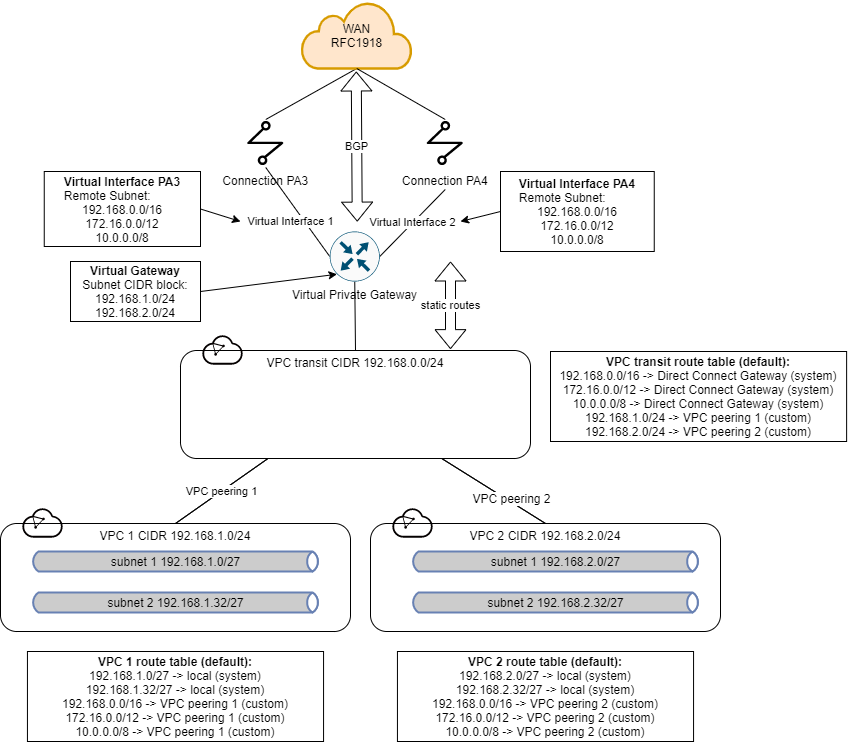 WAN
RFC1918
BGP
Connection PA3
Connection PA4
Virtual Interface PA3
Remote Subnet:
192.168.0.0/16
172.16.0.0/12
10.0.0.0/8
Virtual Interface 1
Virtual Interface 2
Virtual Interface PA4
Remote Subnet:
192.168.0.0/16
172.16.0.0/12
10.0.0.0/8
Virtual Gateway
Subnet CIDR block:
192.168.1.0/24
192.168.2.0/24
Virtual Private Gateway
static routes
VPC transit CIDR 192.168.0.0/24
VPC transit route table (default):
192.168.0.0/16 -> Direct Connect Gateway (system)
172.16.0.0/12 -> Direct Connect Gateway (system)
10.0.0.0/8 -> Direct Connect Gateway (system)
192.168.1.0/24 -> VPC peering 1 (custom)
192.168.2.0/24 -> VPC peering 2 (custom)
VPC peering 1
VPC peering 2
VPC 1 CIDR 192.168.1.0/24
subnet 1 192.168.1.0/27
subnet 2 192.168.1.32/27
VPC 2 CIDR 192.168.2.0/24
subnet 1 192.168.2.0/27
subnet 2 192.168.2.32/27
VPC 1 route table (default):
192.168.1.0/27 -> local (system)
192.168.1.32/27 -> local (system)
192.168.0.0/16 -> VPC peering 1 (custom)
172.16.0.0/12 -> VPC peering 1 (custom)
10.0.0.0/8 -> VPC peering 1 (custom)
VPC 2 route table (default):
192.168.2.0/27 -> local (system)
192.168.2.32/27 -> local (system)
192.168.0.0/16 -> VPC peering 2 (custom)
172.16.0.0/12 -> VPC peering 2 (custom)
10.0.0.0/8 -> VPC peering 2 (custom)